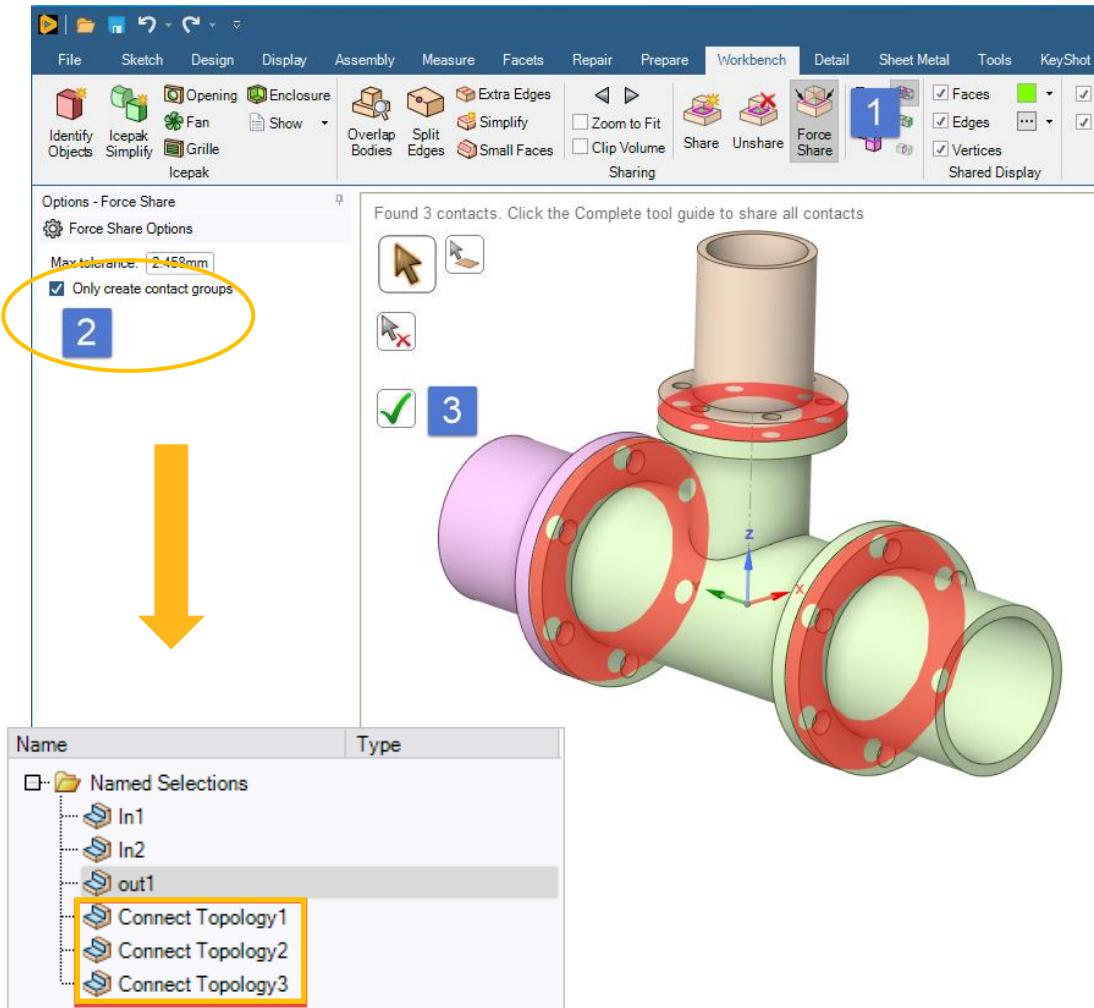 File Sketch Design Display Assembly Measure Facets Repair Prepare Workbench Detail Sheet Metal Tools KeyShot
Identify Objects
Icepak Simplify
Opening
Fan
Grille
Enclosure
Show
Icepak
Overlap Bodies
Split Edges
Extra Edges
Simplify
Small Faces
Zoom to Fit
Clip Volume
Share
Unshare
Force Share
Sharing
1
Faces
Edges
Vertices
Shared Display
Options - Force Share
Force Share Options
Max tolerance: 2.458mm
Only create contact groups
2
Found 3 contacts. Click the Complete tool guide to share all contacts
3
Z
X
Name Type
Named Selections
In1
In2
out1
Connect Topology1
Connect Topology2
Connect Topology3